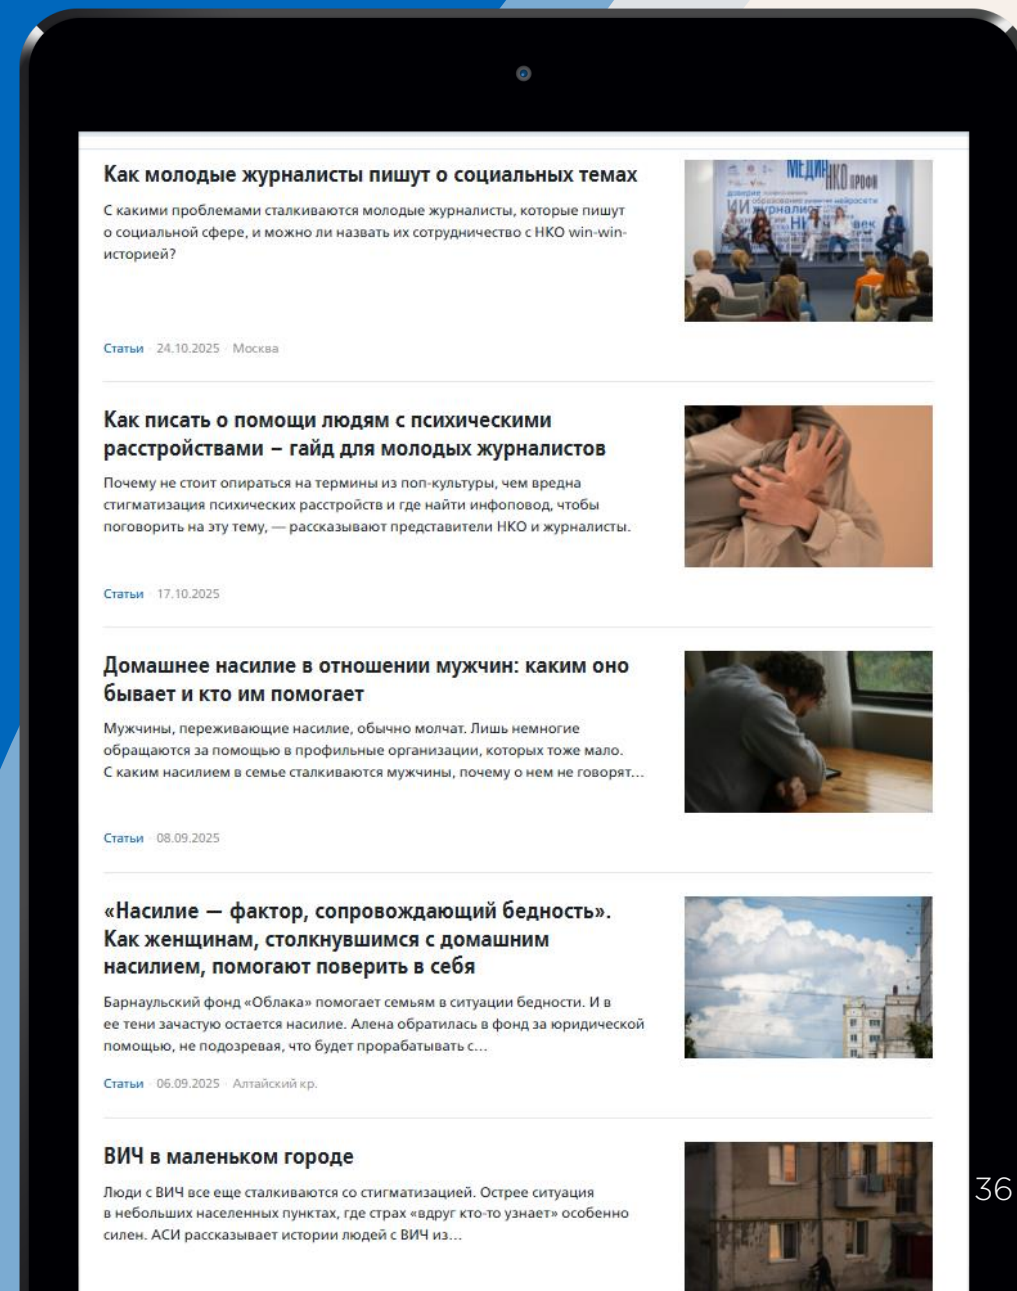 Как молодые журналисты пишут о социальных темах
С какими проблемами сталкиваются молодые журналисты, которые пишут
о социальной сфере, и можно ли назвать их сотрудничество с НКО win-win-
историей?
МЕДИА
НКО ПРОФИ
доверие
ИИ образование нейросети
журналист
Статьи · 24.10.2025 · Москва
Как писать о помощи людям с психическими
расстройствами – гайд для молодых журналистов
Почему не стоит опираться на термины из поп-культуры, чем вредна
стигматизация психических расстройств и где найти инфоповод, чтобы
поговорить на эту тему, — рассказывают представители НКО и журналисты.
Статьи · 17.10.2025
Домашнее насилие в отношении мужчин: каким оно
бывает и кто им помогает
Мужчины, переживающие насилие, обычно молчат. Лишь немногие
обращаются за помощью в профильные организации, которых тоже мало.
С каким насилием в семье сталкиваются мужчины, почему о нем не говорят...
Статьи · 08.09.2025
«Насилие — фактор, сопровождающий бедность».
Как женщинам, столкнувшимся с домашним
насилием, помогают поверить в себя
Барнаульский фонд «Облака» помогает семьям в ситуации бедности. И в
ее тени зачастую остается насилие. Алена обратилась в фонд за юридической
помощью, не подозревая, что будет прорабатывать с...
Статьи · 06.09.2025 · Алтайский кр.
ВИЧ в маленьком городе
Люди с ВИЧ все еще сталкиваются со стигматизацией. Острее ситуация
в небольших населенных пунктах, где страх «вдруг кто-то узнает» особенно
силен. АСИ рассказывает истории людей с ВИЧ из...
36